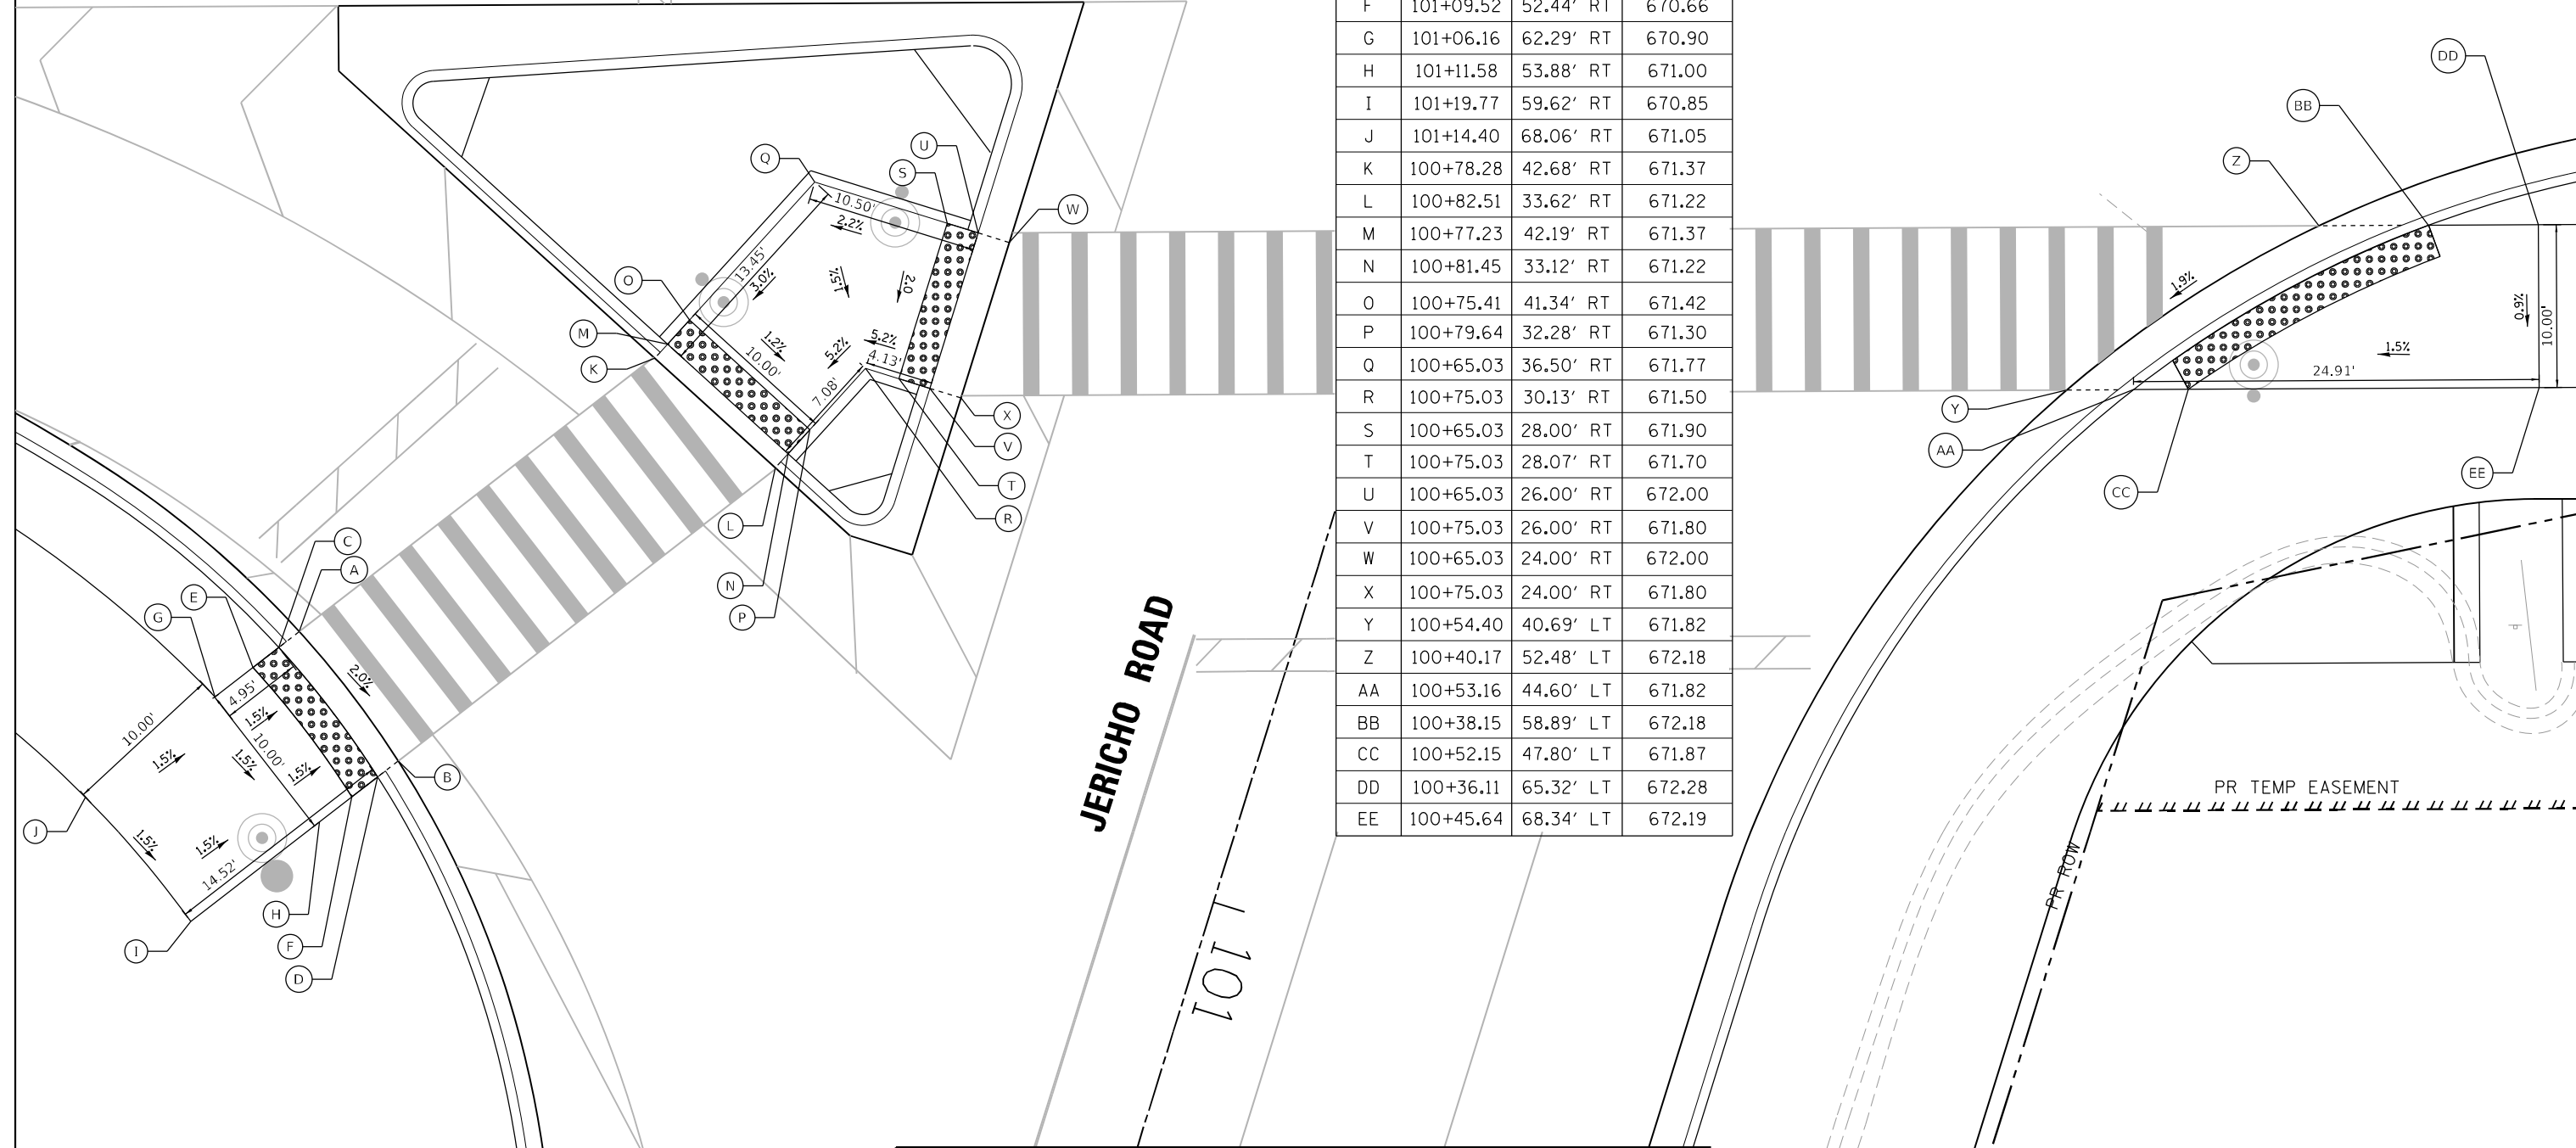 F 101+09.52 52.44' RT 670.66
G 101+06.16 62.29' RT 670.90
H 101+11.58 53.88' RT 671.00
I 101+19.77 59.62' RT 670.85
J 101+14.40 68.06' RT 671.05
K 100+78.28 42.68' RT 671.37
L 100+82.51 33.62' RT 671.22
M 100+77.23 42.19' RT 671.37
N 100+81.45 33.12' RT 671.22
O 100+75.41 41.34' RT 671.42
P 100+79.64 32.28' RT 671.30
Q 100+65.03 36.50' RT 671.77
R 100+75.03 30.13' RT 671.50
S 100+65.03 28.00' RT 671.90
T 100+75.03 28.07' RT 671.70
U 100+65.03 26.00' RT 672.00
V 100+75.03 26.00' RT 671.80
W 100+65.03 24.00' RT 672.00
X 100+75.03 24.00' RT 671.80
Y 100+54.40 40.69' LT 671.82
Z 100+40.17 52.48' LT 672.18
AA 100+53.16 44.60' LT 671.82
BB 100+38.15 58.89' LT 672.18
CC 100+52.15 47.80' LT 671.87
DD 100+36.11 65.32' LT 672.28
EE 100+45.64 68.34' LT 672.19
Q
U
S
W
10.50'
2.2%
13.45'
3.0%
1.5%
2.0
O
M
K
1.2%
10.00'
5.2%
5.2%
4.13'
7.08'
X
V
T
R
L
N
P
C
A
E
G
2.0%
4.95'
1.5%
10.00'
10.00'
1.5%
1.5%
1.5%
B
J
1.5%
1.5%
14.52'
H
I
F
D
JERICHO ROAD
101
DD
BB
Z
1.9%
0.9%
10.00'
1.5%
24.91'
Y
AA
CC
EE
PR TEMP EASEMENT
PR ROW